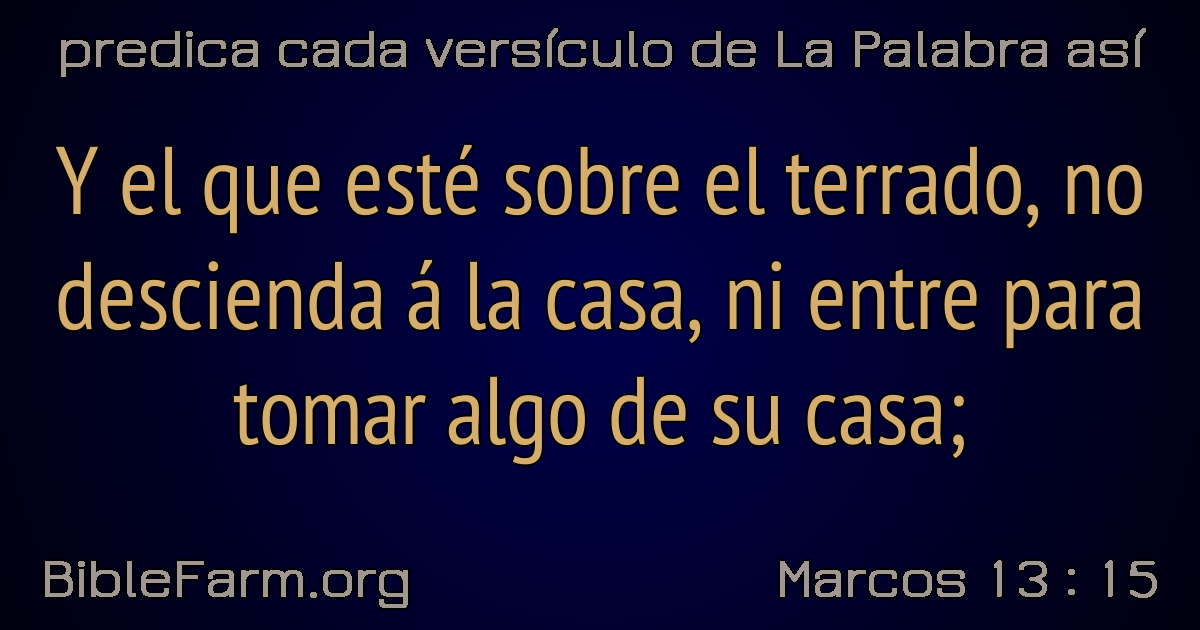 predica cada versículo de La Palabra así
Y el que esté sobre el terrado, no
descienda á la casa, ni entre para
tomar algo de su casa;
BibleFarm.org
Marcos 13 : 15